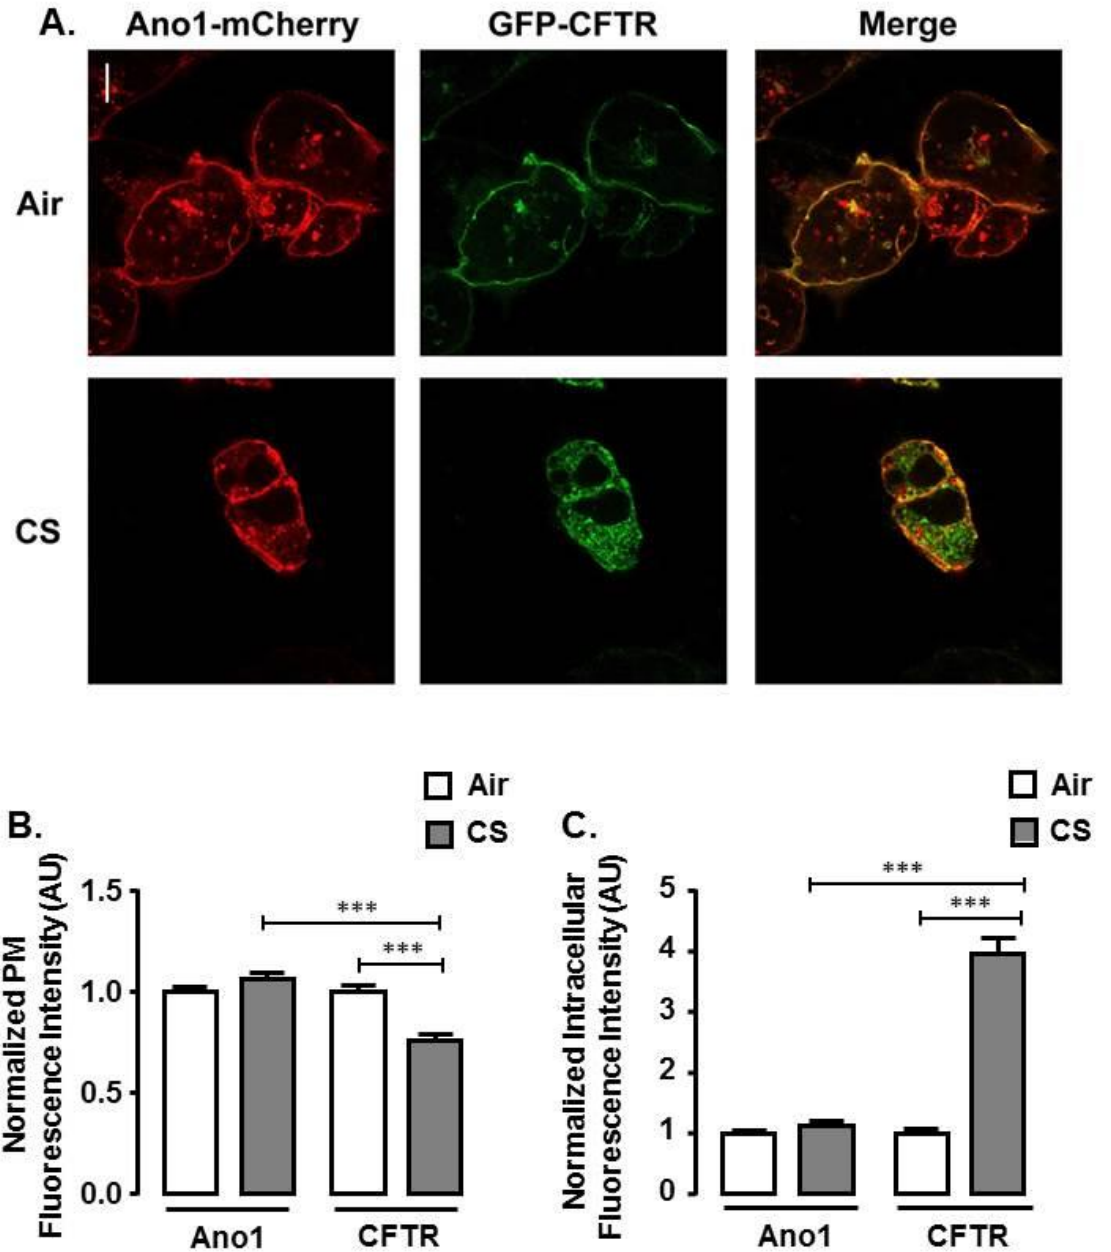 A. Ano1-mCherry GFP-CFTR Merge
Air
CS
B.
Air
CS
Normalized PM
Fluorescence Intensity (AU)
1.5
1.0
0.5
0.0
***
***
Ano1 CFTR
C.
Air
CS
Normalized Intracellular
Fluorescence Intensity (AU)
5
4
3
2
1
0
***
***
Ano1 CFTR